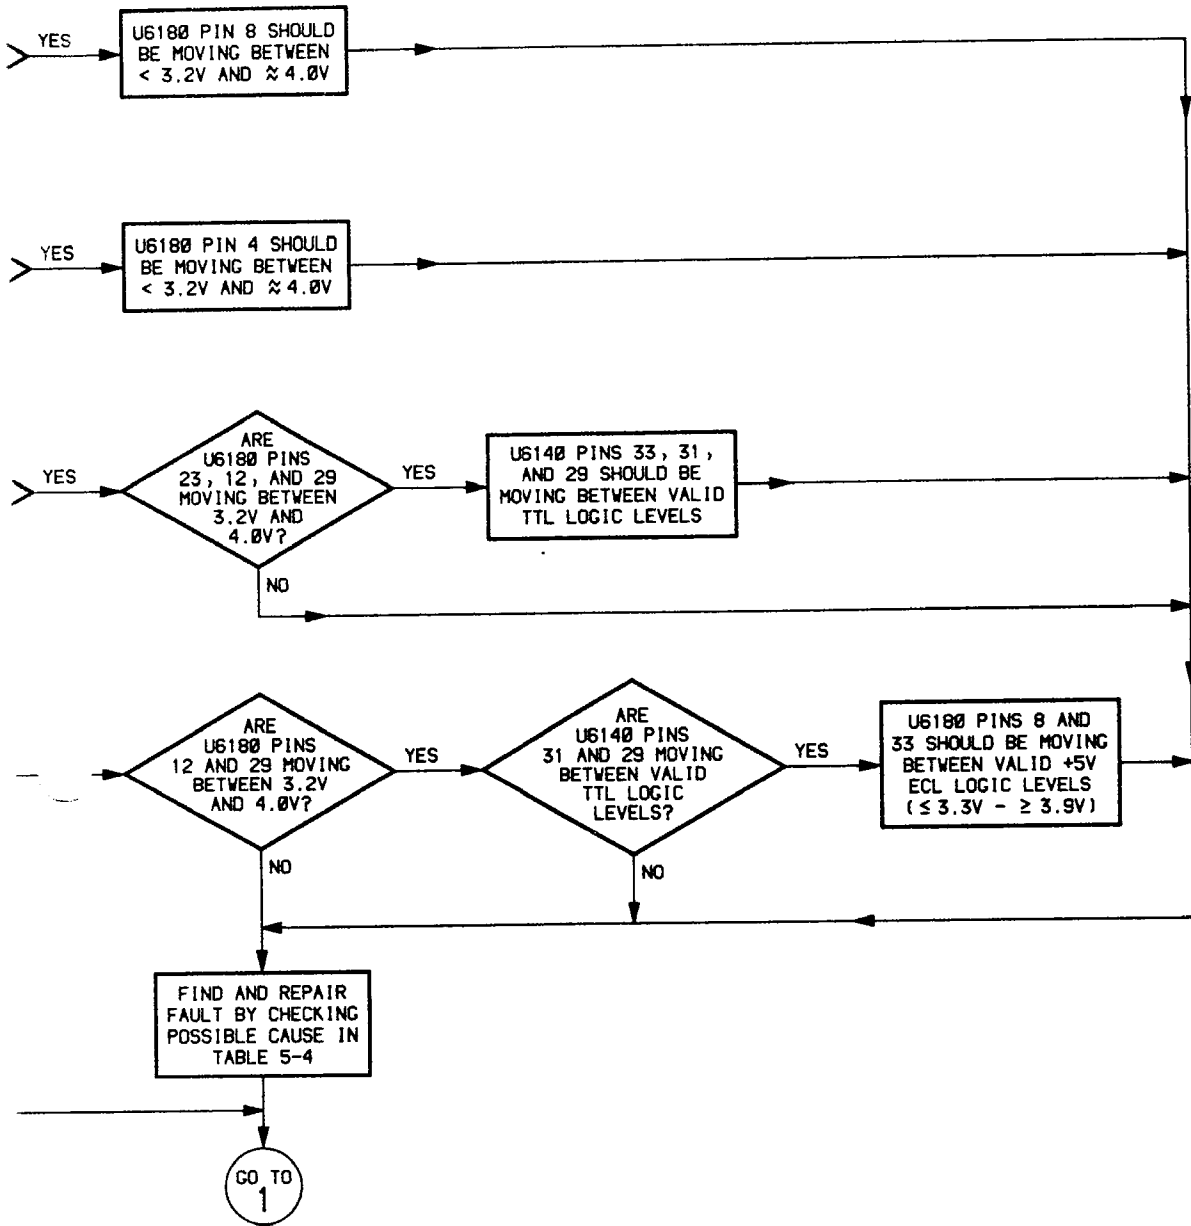 YES
U6180 PIN 8 SHOULD
BE MOVING BETWEEN
< 3.2V AND ≈ 4.0V
YES
U6180 PIN 4 SHOULD
BE MOVING BETWEEN
< 3.2V AND ≈ 4.0V
YES
ARE
U6180 PINS
23, 12, AND 29
MOVING BETWEEN
3.2V AND
4.0V?
YES
U6140 PINS 33, 31,
AND 29 SHOULD BE
MOVING BETWEEN VALID
TTL LOGIC LEVELS
NO
ARE
U6180 PINS
12 AND 29 MOVING
BETWEEN 3.2V
AND 4.0V?
YES
ARE
U6140 PINS
31 AND 29 MOVING
BETWEEN VALID
TTL LOGIC
LEVELS?
YES
U6180 PINS 8 AND
33 SHOULD BE MOVING
BETWEEN VALID +5V
ECL LOGIC LEVELS
(≤ 3.3V - ≥ 3.9V)
NO
NO
FIND AND REPAIR
FAULT BY CHECKING
POSSIBLE CAUSE IN
TABLE 5-4
GO TO
1